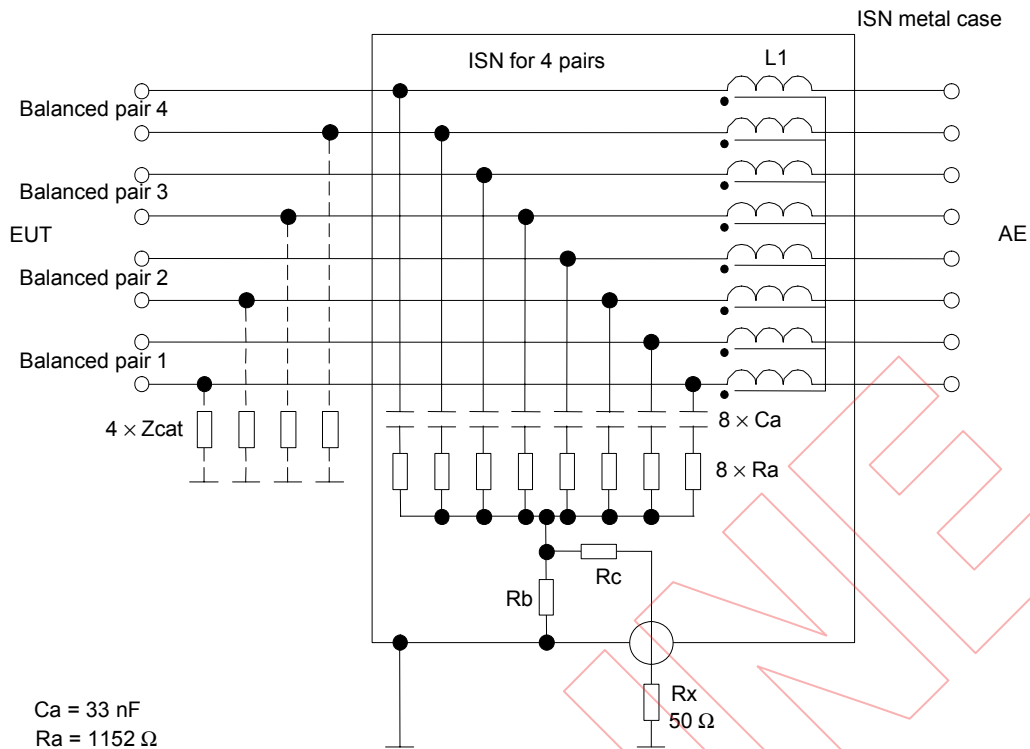 ISN metal case
ISN for 4 pairs
L1
Balanced pair 4
Balanced pair 3
EUT
AE
Balanced pair 2
Balanced pair 1
4 × Zcat
8 × Ca
8 × Ra
Rc
Rb
Rx
50 Ω
Ca = 33 nF
Ra = 1152 Ω